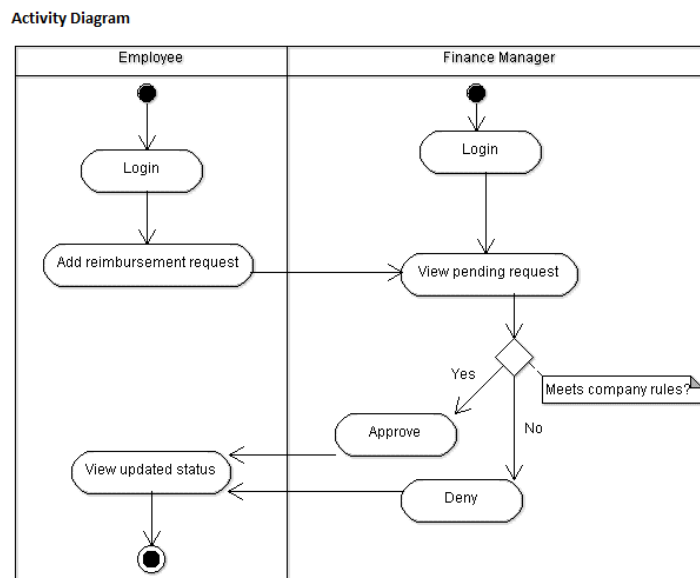 Activity Diagram
Employee
Finance Manager
Login
Login
Add reimbursement request
View pending request
Yes
Meets company rules?
Approve
No
View updated status
Deny